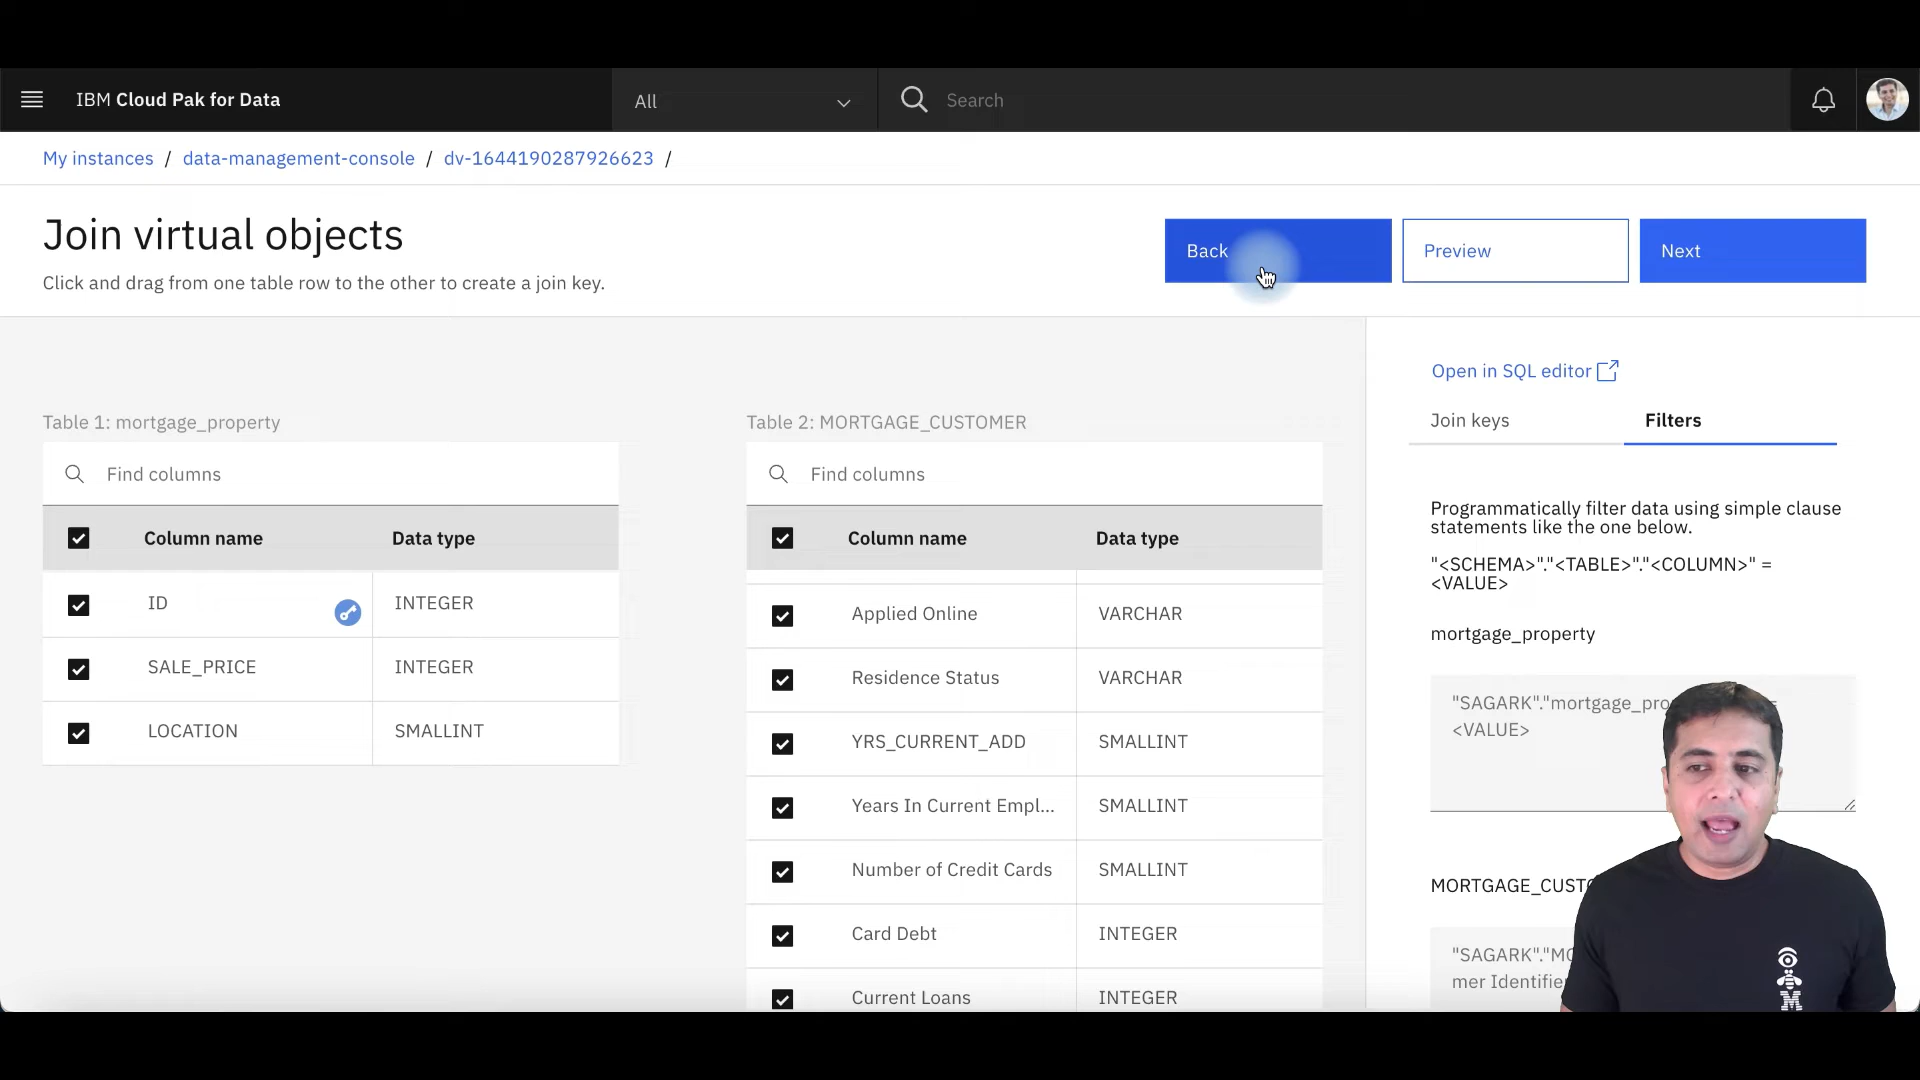 IBM Cloud Pak for Data
All
Search
My instances / data-management-console / dv-1644190287926623 /
Join virtual objects
Click and drag from one table row to the other to create a join key.
Back
Preview
Next
Table 1: mortgage_property
Find columns
Column name Data type
ID INTEGER
SALE_PRICE INTEGER
LOCATION SMALLINT
Table 2: MORTGAGE_CUSTOMER
Find columns
Column name Data type
Applied Online VARCHAR
Residence Status VARCHAR
YRS_CURRENT_ADD SMALLINT
Years In Current Empl... SMALLINT
Number of Credit Cards SMALLINT
Card Debt INTEGER
Current Loans INTEGER
Open in SQL editor
Join keys
Filters
Programmatically filter data using simple clause
statements like the one below.
"<SCHEMA>"."<TABLE>"."<COLUMN>" =
<VALUE>
mortgage_property
"SAGARK"."mortgage_pro =
<VALUE>
MORTGAGE_CUSTO
"SAGARK"."MO
mer Identifie
M